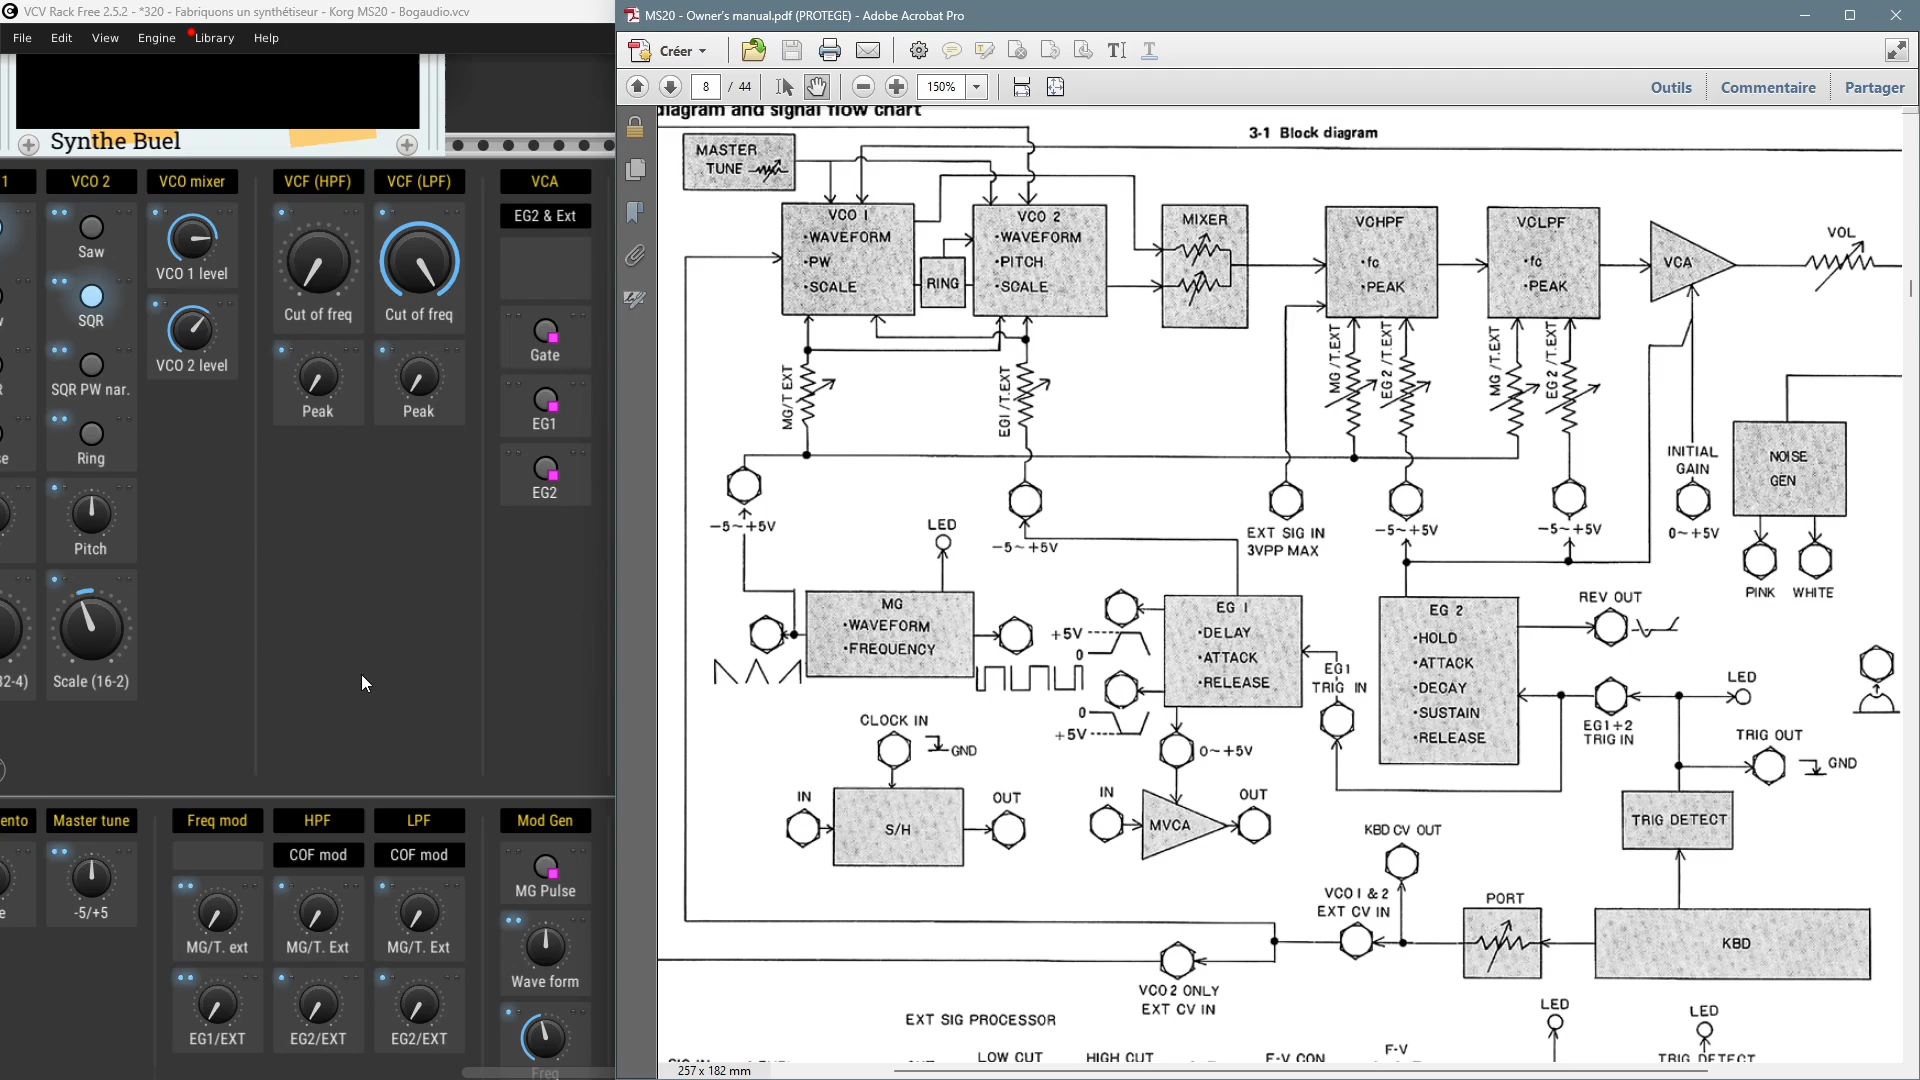 VCV Rack Free 2.5.2 - *320 - Fabriquons un synthétiseur - Korg MS20 - Bogaudio.vcv
File Edit View Engine Library Help
Synthe Buel
1 VCO 2 VCO mixer VCF (HPF) VCF (LPF) VCA
EG2 & Ext
Saw
VCO 1 level
SQR
Cut of freq Cut of freq
Gate
VCO 2 level
SQR PW nar.
Peak Peak
EG1
Ring
EG2
Pitch
32-4) Scale (16-2)
ento Master tune Freq mod HPF LPF Mod Gen
COF mod COF mod
MG Pulse
-5/+5
MG/T. ext MG/T. Ext MG/T. Ext
Wave form
EG1/EXT EG2/EXT EG2/EXT
Freq
MS20 - Owner's manual.pdf (PROTEGE) - Adobe Acrobat Pro
Créer
8 / 44 150% Outils Commentaire Partager
diagram and signal flow chart
3-1 Block diagram
MASTER
TUNE
VCO 1
·WAVEFORM
·PW
·SCALE
RING
VCO 2
·WAVEFORM
·PITCH
·SCALE
MIXER
VCHPF
·fc
·PEAK
VCLPF
·fc
·PEAK
VCA
VOL
MG/T EXT
EG1/T.EXT
MG/T.EXT
EG2/T.EXT
MG/T.EXT
EG2/T.EXT
INITIAL
GAIN
0~+5V
NOISE
GEN
PINK WHITE
-5~+5V
LED
-5~+5V
EXT SIG IN
3VPP MAX
-5~+5V
-5~+5V
MG
·WAVEFORM
·FREQUENCY
+5V
0
0
+5V
EG 1
·DELAY
·ATTACK
·RELEASE
EG1
TRIG IN
EG 2
·HOLD
·ATTACK
·DECAY
·SUSTAIN
·RELEASE
REV OUT
EG1+2
TRIG IN
LED
TRIG OUT
GND
CLOCK IN
GND
0~+5V
IN S/H OUT
IN MVCA OUT
TRIG DETECT
KBD CV OUT
VCO1 & 2
EXT CV IN
PORT
KBD
VCO2 ONLY
EXT CV IN
EXT SIG PROCESSOR
LED LED
LOW CUT HIGH CUT F-V CON F-V
TRIG DETECT
257 x 182 mm